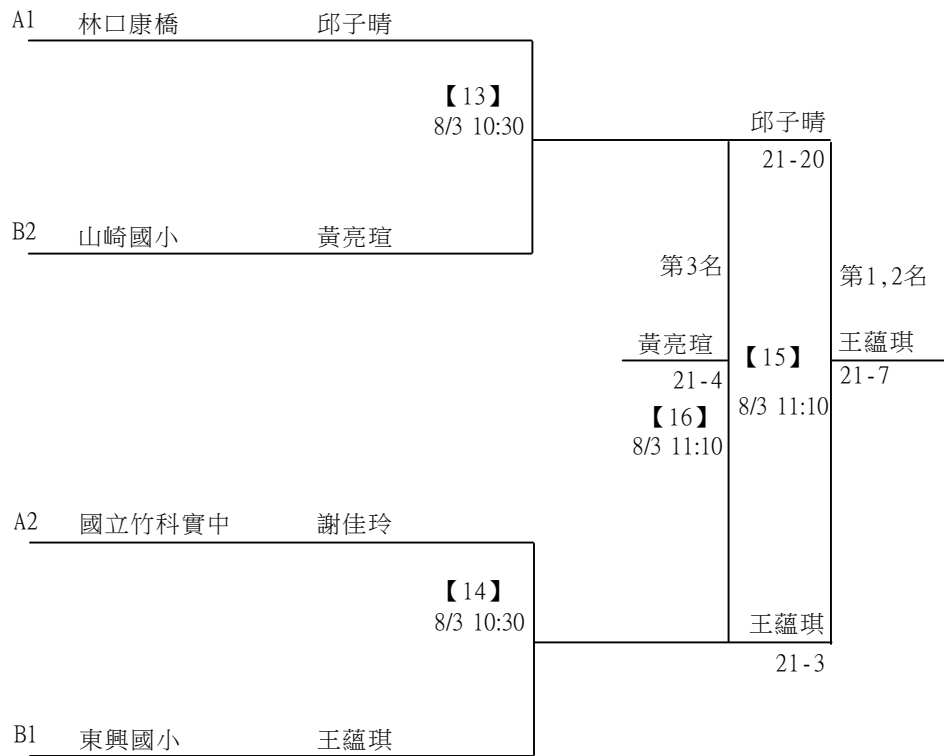 A1 林口康橋 邱子晴
【13】
8/3 10:30
邱子晴
21-20
B2 山崎國小 黃亮瑄
第3名
第1,2名
黃亮瑄
21-4
【16】
8/3 11:10
【15】
8/3 11:10
王蘊琪
21-7
A2 國立竹科實中 謝佳玲
【14】
8/3 10:30
王蘊琪
21-3
B1 東興國小 王蘊琪